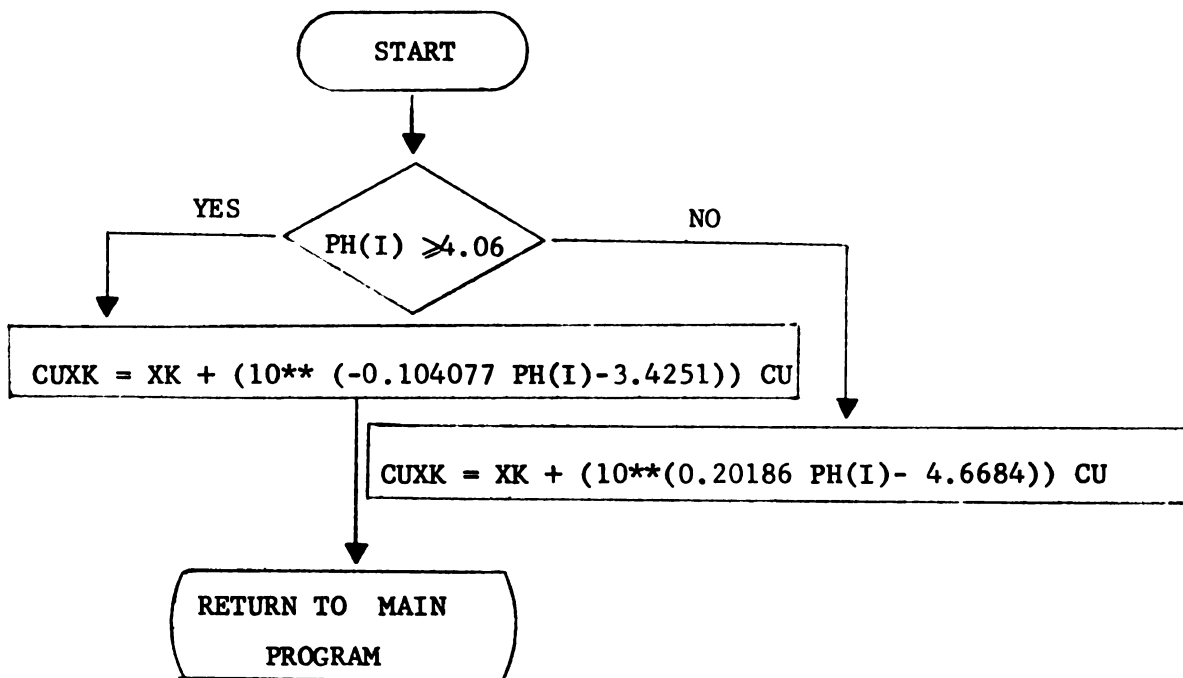 START
YES
NO
PH(I) ⩾4.06
CUXK = XK + (10** (-0.104077 PH(I)-3.4251)) CU
CUXK = XK + (10**(0.20186 PH(I)- 4.6684)) CU
RETURN TO MAIN
PROGRAM